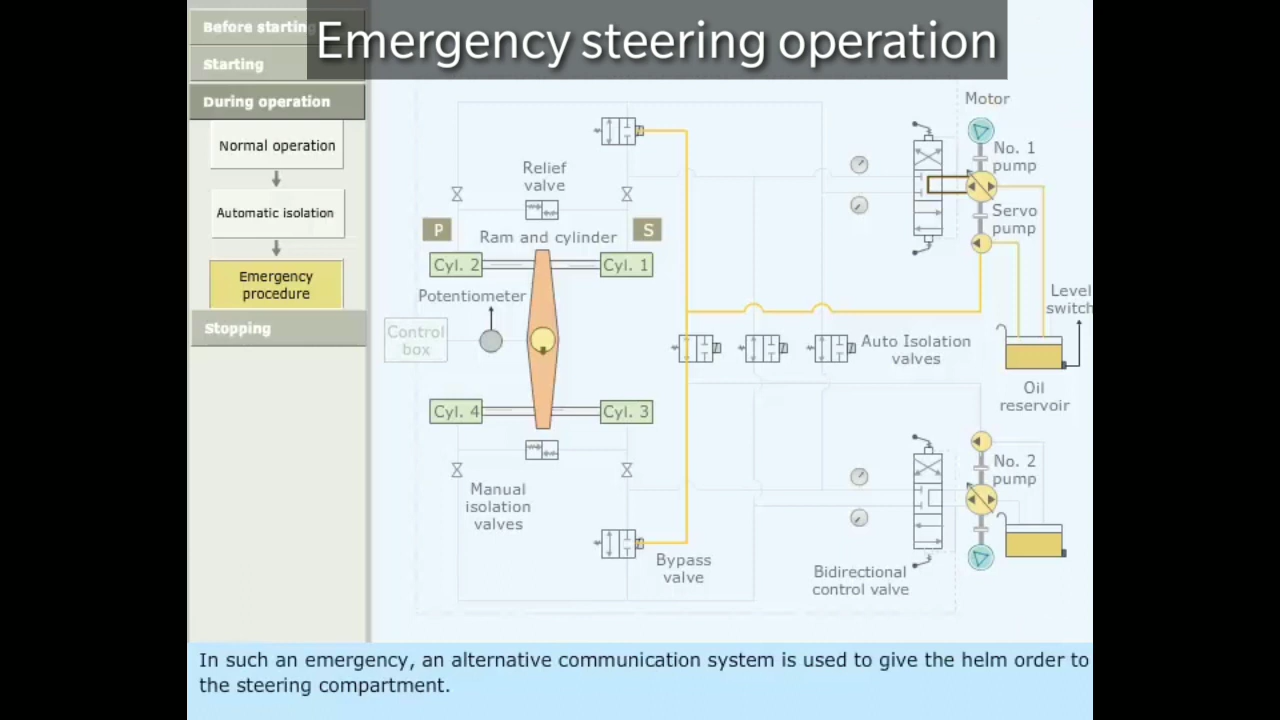 Emergency steering operation
Before starting
Starting
During operation
Normal operation
Automatic isolation
Emergency
procedure
Stopping
Motor
No. 1
pump
Servo
pump
Relief
valve
P
S
Ram and cylinder
Cyl. 2
Cyl. 1
Potentiometer
Control
box
Level
switch
Auto Isolation
valves
Oil
reservoir
Cyl. 4
Cyl. 3
No. 2
pump
Manual
isolation
valves
Bypass
valve
Bidirectional
control valve
In such an emergency, an alternative communication system is used to give the helm order to
the steering compartment.